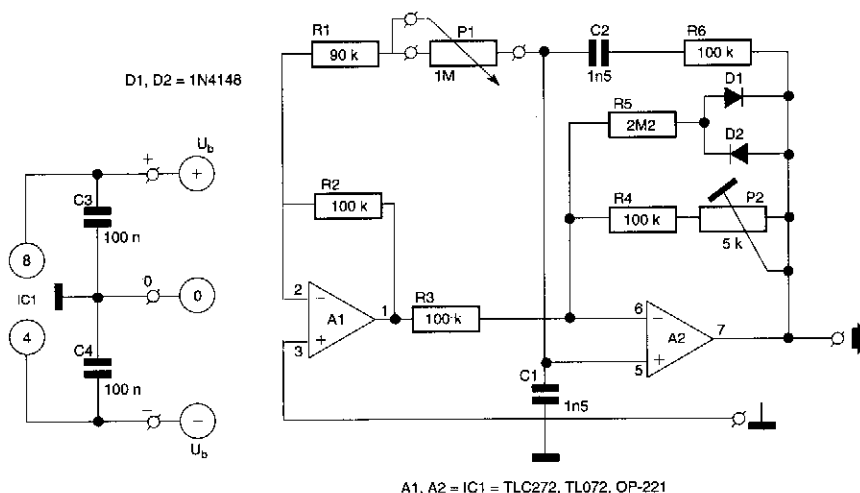 R1
90 k
P1
1M
C2
1n5
R6
100 k
D1, D2 = 1N4148
D1
R5
2M2
D2
+
Ub
+
C3
100 n
8
R2
100 k
R4
100 k
P2
5 k
IC1
0
0
2
−
A1
1
R3
100 k
3
+
6
−
A2
7
5
+
4
C4
100 n
C1
1n5
−
−
Ub
A1, A2 = IC1 = TLC272, TL072, OP-221